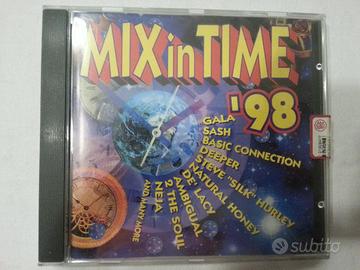 MIX in TIME
'98
GALA
SASH
BASIC CONNECTION
DEEPER
STEVE "SILK" HURLEY
NATURAL HONEY
DE' LACY
AMBIGUAL
& THE SOUL
NEJA
AND MANY MORE
subito